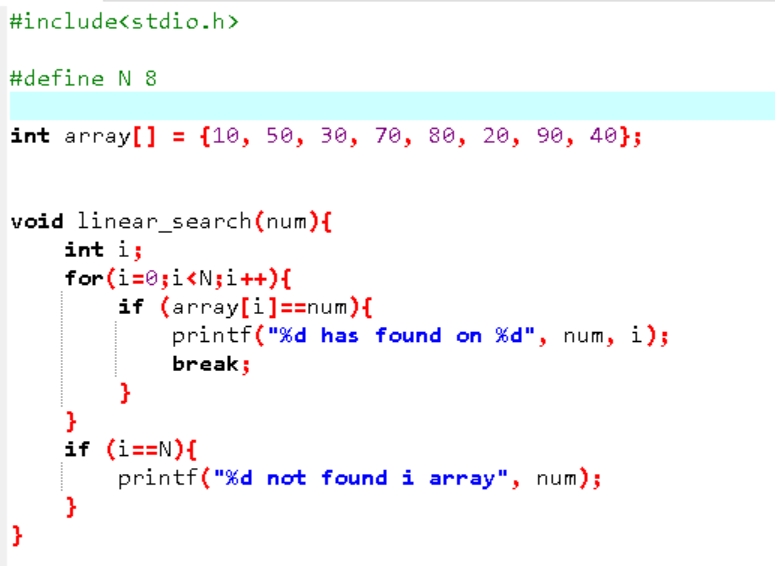 #include<stdio.h>
#define N 8
int array[] = {10, 50, 30, 70, 80, 20, 90, 40};
void linear_search(num){
    int i;
    for(i=0;i<N;i++){
        if (array[i]==num){
            printf("%d has found on %d", num, i);
            break;
        }
    }
    if (i==N){
        printf("%d not found i array", num);
    }
}